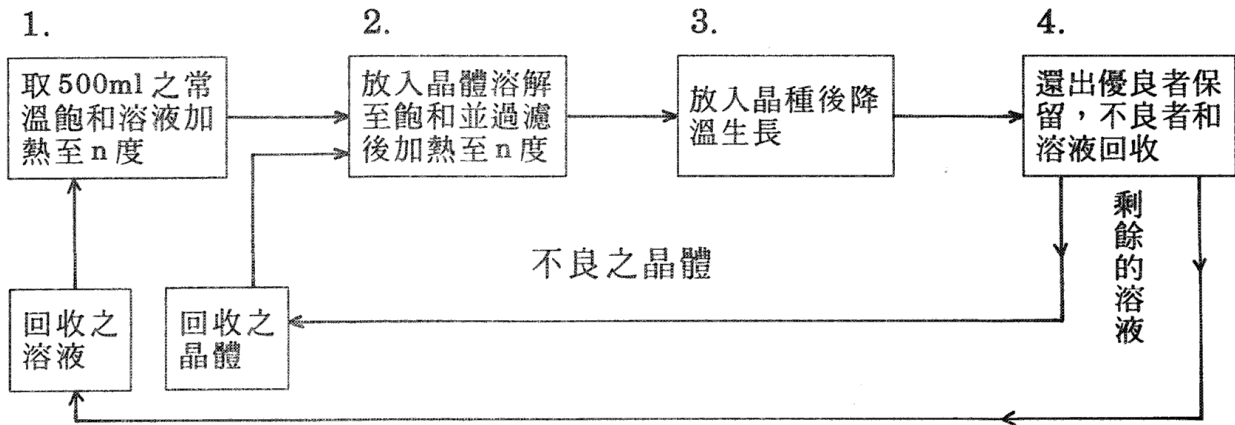 1.
取500ml之常
溫飽和溶液加
熱至n度
2.
放入晶體溶解
至飽和並過濾
後加熱至n度
3.
放入晶種後降
溫生長
4.
還出優良者保
留，不良者和
溶液回收
不良之晶體
剩餘的溶液
回收之
溶液
回收之
晶體